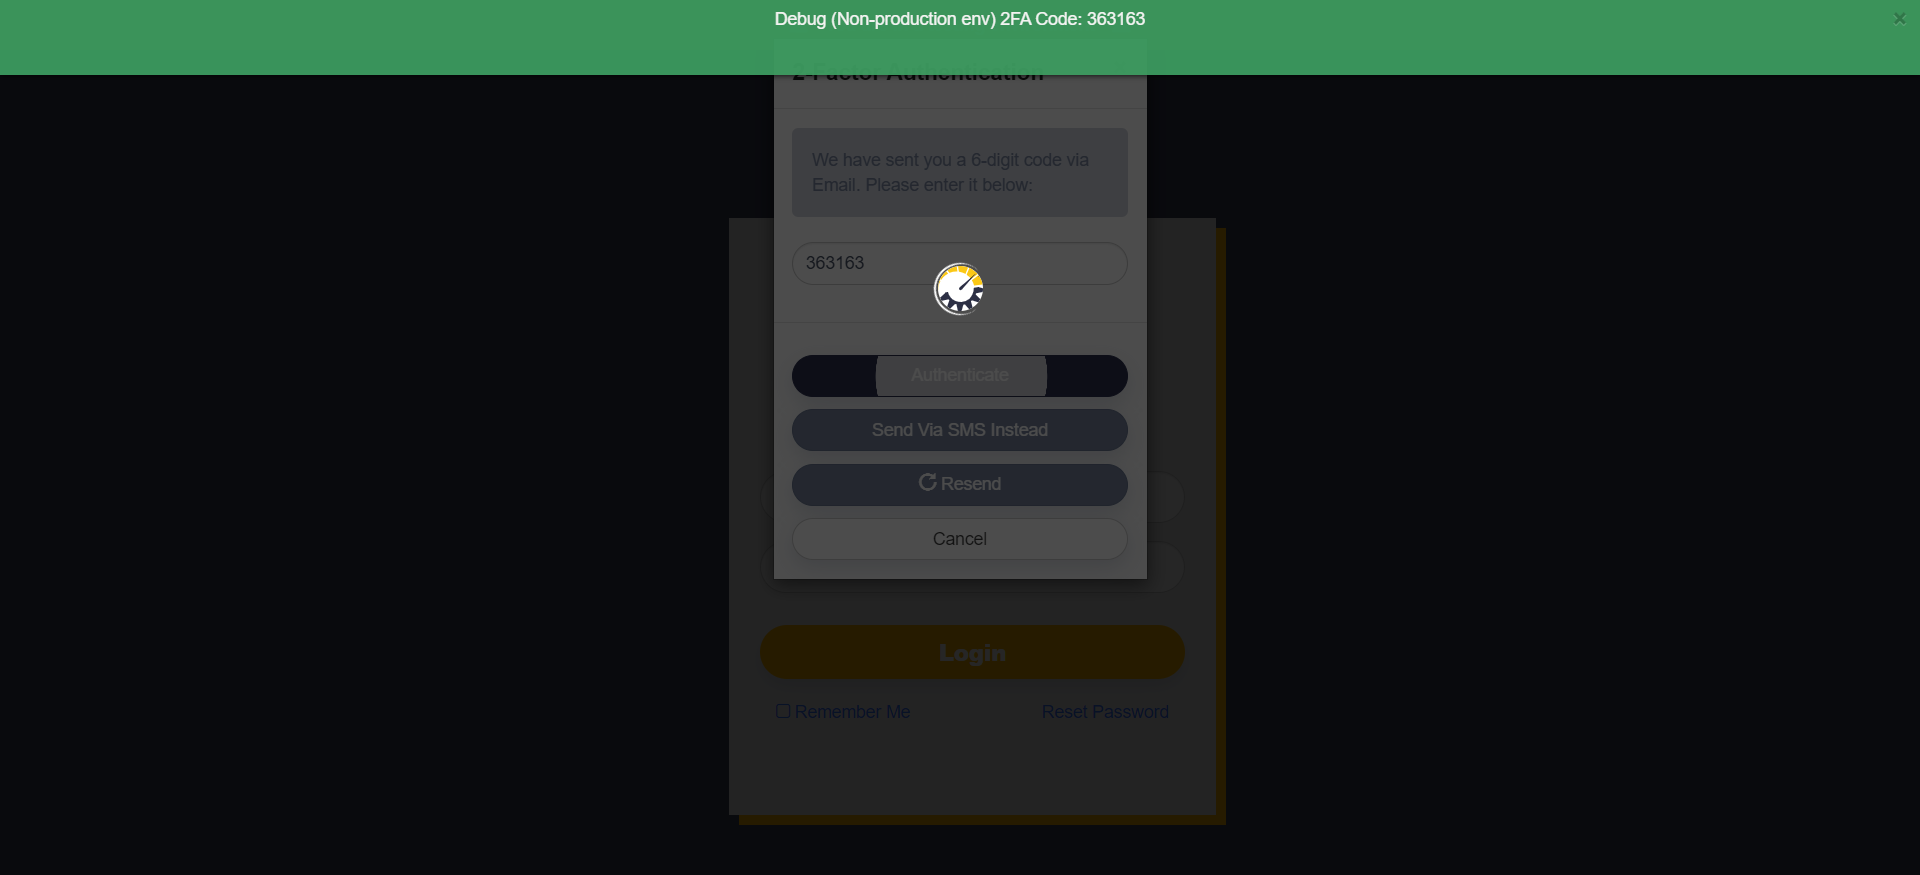 Debug (Non-production env) 2FA Code: 363163
×
2-Factor Authentication
We have sent you a 6-digit code via
Email. Please enter it below:
363163
Authenticate
Send Via SMS Instead
Resend
Cancel
Login
Remember Me
Reset Password